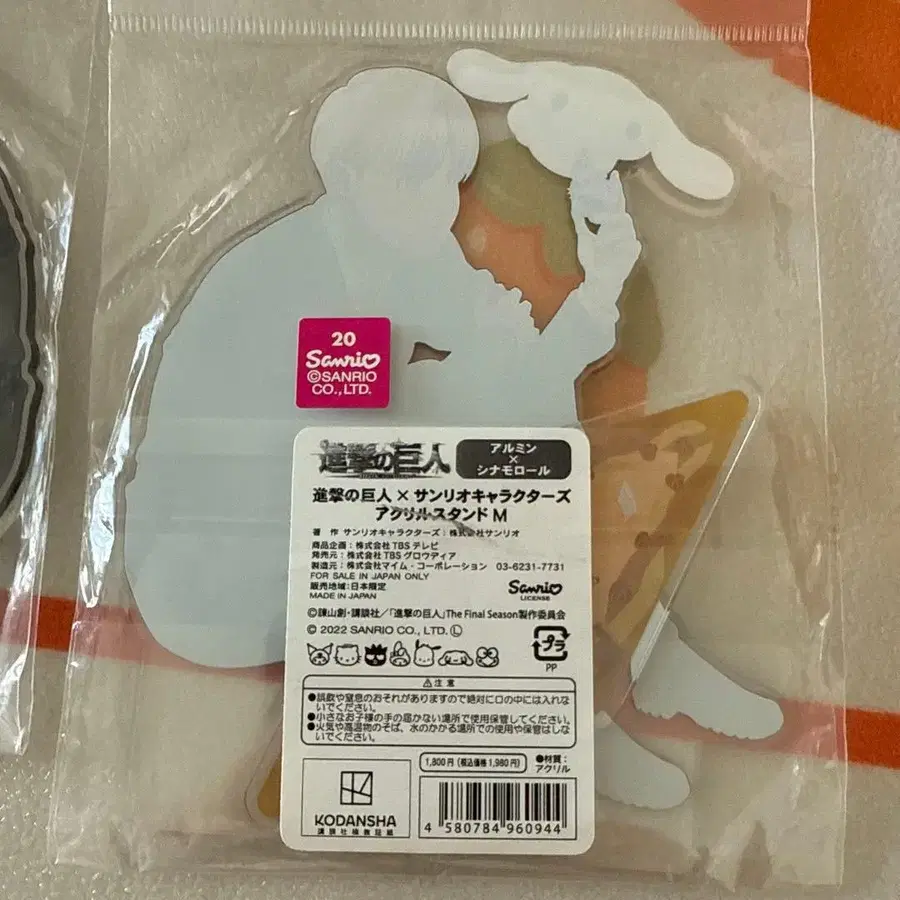 20
Sanrio
©SANRIO
CO.,LTD.
進撃の巨人
アルミン
×
シナモロール
進撃の巨人×サンリオキャラクターズ
アクリルスタンド M
著 作 サンリオキャラクターズ：株式会社サンリオ
商品企画：株式会社TBSテレビ
発売元：株式会社TBSグロウディア
製造元：株式会社マイム・コーポレーション 03-6231-7731
FOR SALE IN JAPAN ONLY
販売地域：日本限定
MADE IN JAPAN
Sanrio
LICENSE
©諫山創・講談社／「進撃の巨人」The Final Season製作委員会
© 2022 SANRIO CO., LTD. Ⓛ
プラ
PP
⚠注 意
●誤飲や窒息のおそれがありますので絶対に口の中には入れな
いでください。
●小さなお子様の手の届かない場所で使用保管してください。
●火気や高温物のそば、水のかかる場所での使用や保管はしな
いでください。
KODANSHA
講談社模倣証紙
1,800円（税込価格1,980円）
●材質：
アクリル
4 580784 960944